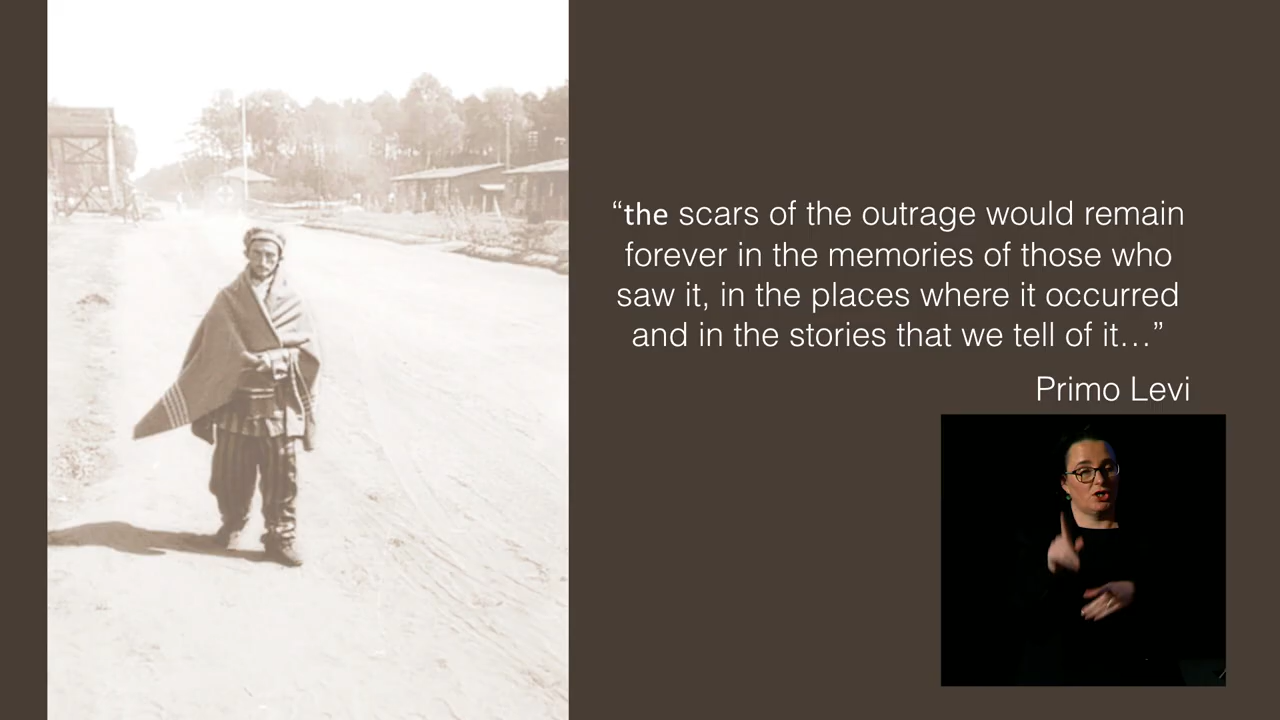 “the scars of the outrage would remain
forever in the memories of those who
saw it, in the places where it occurred
and in the stories that we tell of it…”
Primo Levi